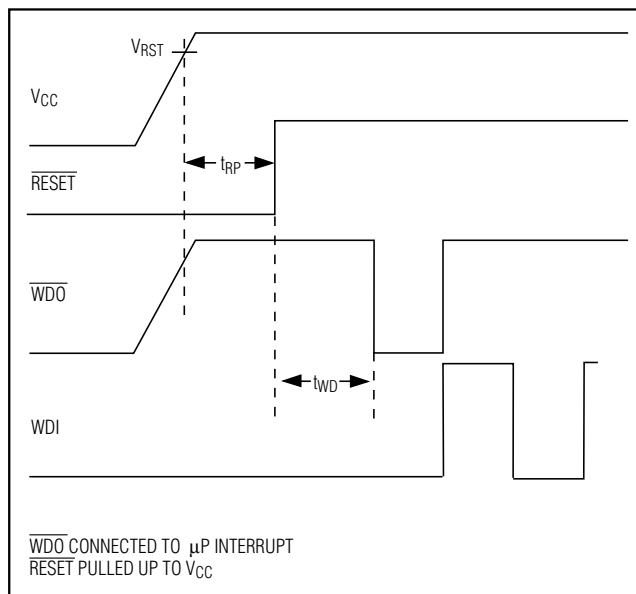 VRST
VCC
tRP
RESET
WDO
tWD
WDI
WDO CONNECTED TO μP INTERRUPT
RESET PULLED UP TO VCC